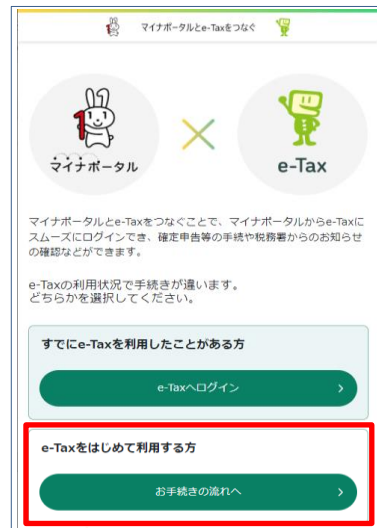 マイナポータルとe-Taxをつなぐ
1
マイナポータル
e-Tax
マイナポータルとe-Taxをつなぐことで、マイナポータルからe-Taxに
スムーズにログインでき、確定申告等の手続や税務署からのお知らせ
の確認などができます。
e-Taxの利用状況で手続きが違います。
どちらかを選択してください。
すでにe-Taxを利用したことがある方
e-Taxへログイン
e-Taxをはじめて利用する方
お手続きの流れへ